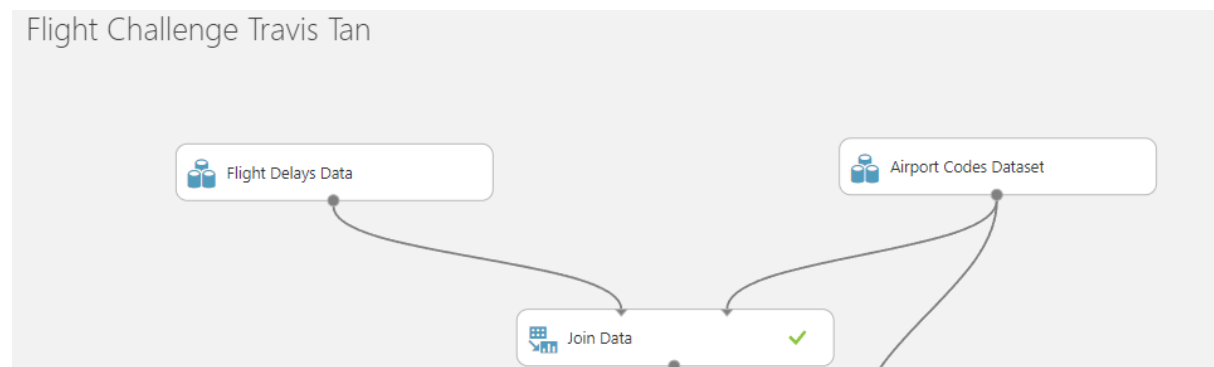 Flight Challenge Travis Tan
Flight Delays Data
Airport Codes Dataset
Join Data